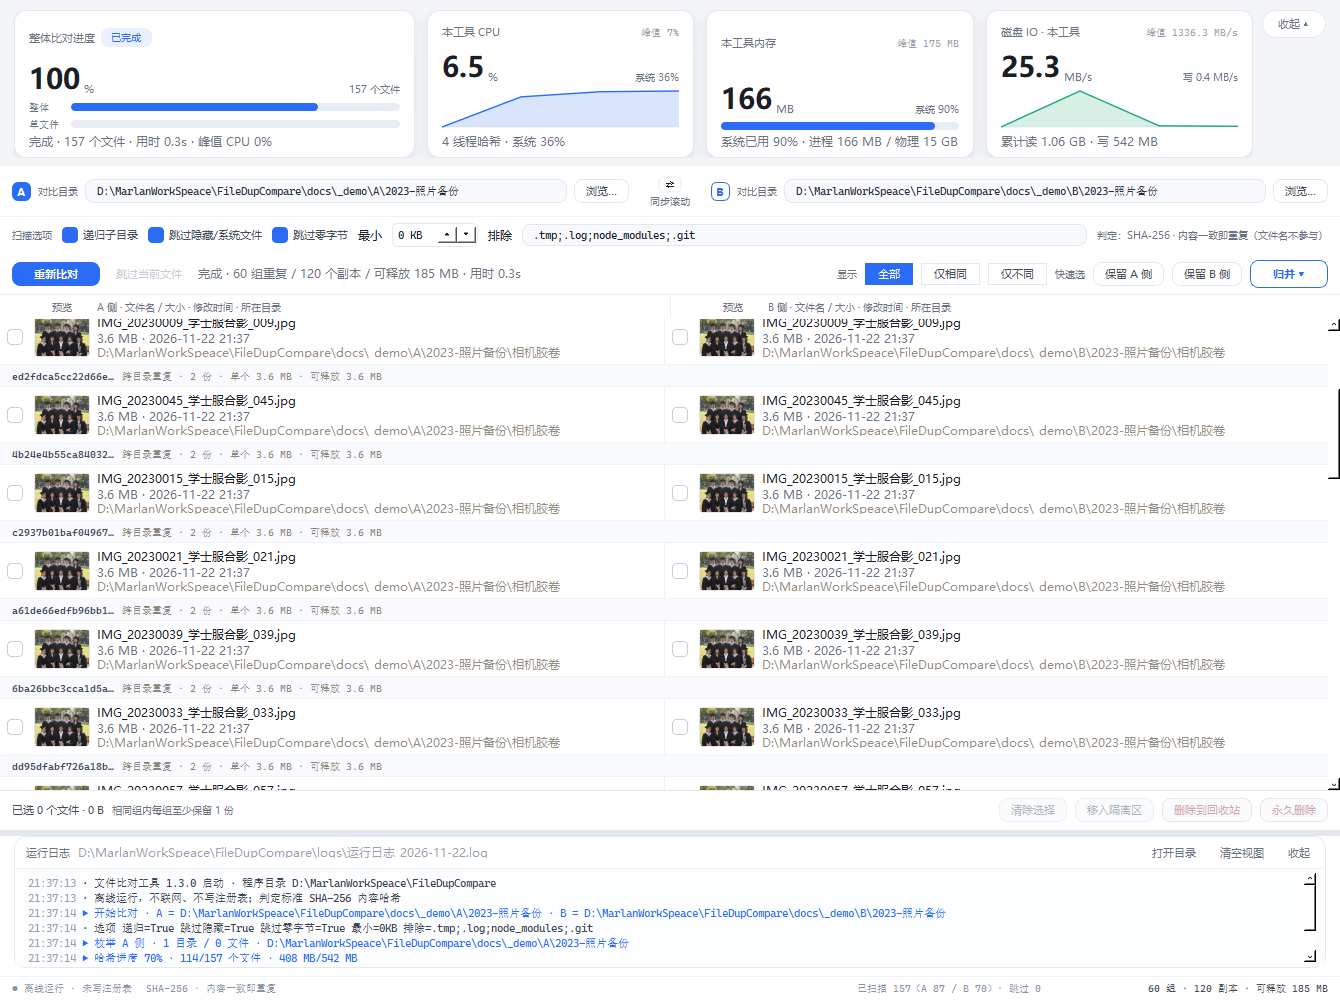 整体比对进度 已完成
100 %
157 个文件
整体
单文件
完成 · 157 个文件 · 用时 0.3s · 峰值 CPU 0%
本工具 CPU 峰值 7%
6.5 % 系统 36%
4 线程哈希 · 系统 36%
本工具内存 峰值 175 MB
166 MB 系统 90%
系统已用 90% · 进程 166 MB / 物理 15 GB
磁盘 IO · 本工具 峰值 1336.3 MB/s
25.3 MB/s 写 0.4 MB/s
累计读 1.06 GB · 写 542 MB
收起 ▴
A 对比目录 D:\MarlanWorkSpeace\FileDupCompare\docs\_demo\A\2023-照片备份 浏览...
⇄
同步滚动
B 对比目录 D:\MarlanWorkSpeace\FileDupCompare\docs\_demo\B\2023-照片备份 浏览...
扫描选项 递归子目录 跳过隐藏/系统文件 跳过零字节 最小 0 KB 排除 .tmp;.log;node_modules;.git 判定：SHA-256 · 内容一致即重复（文件名不参与）
重新比对 跳过当前文件 完成 · 60 组重复 / 120 个副本 / 可释放 185 MB · 用时 0.3s 显示 全部 仅相同 仅不同 快速选 保留 A 侧 保留 B 侧 归并 ▾
预览 A 侧 · 文件名 / 大小 · 修改时间 · 所在目录 预览 B 侧 · 文件名 / 大小 · 修改时间 · 所在目录
IMG_20230009_学士服合影_009.jpg IMG_20230009_学士服合影_009.jpg
3.6 MB · 2026-11-22 21:37 3.6 MB · 2026-11-22 21:37
D:\MarlanWorkSpeace\FileDupCompare\docs\_demo\A\2023-照片备份\相机胶卷 D:\MarlanWorkSpeace\FileDupCompare\docs\_demo\B\2023-照片备份\相机胶卷
ed2fdca5cc22d66e… 跨目录重复 · 2 份 · 单个 3.6 MB · 可释放 3.6 MB
IMG_20230045_学士服合影_045.jpg IMG_20230045_学士服合影_045.jpg
3.6 MB · 2026-11-22 21:37 3.6 MB · 2026-11-22 21:37
D:\MarlanWorkSpeace\FileDupCompare\docs\_demo\A\2023-照片备份\相机胶卷 D:\MarlanWorkSpeace\FileDupCompare\docs\_demo\B\2023-照片备份\相机胶卷
4b24e4b55ca84032… 跨目录重复 · 2 份 · 单个 3.6 MB · 可释放 3.6 MB
IMG_20230015_学士服合影_015.jpg IMG_20230015_学士服合影_015.jpg
3.6 MB · 2026-11-22 21:37 3.6 MB · 2026-11-22 21:37
D:\MarlanWorkSpeace\FileDupCompare\docs\_demo\A\2023-照片备份\相机胶卷 D:\MarlanWorkSpeace\FileDupCompare\docs\_demo\B\2023-照片备份\相机胶卷
c2937b01baf04967… 跨目录重复 · 2 份 · 单个 3.6 MB · 可释放 3.6 MB
IMG_20230021_学士服合影_021.jpg IMG_20230021_学士服合影_021.jpg
3.6 MB · 2026-11-22 21:37 3.6 MB · 2026-11-22 21:37
D:\MarlanWorkSpeace\FileDupCompare\docs\_demo\A\2023-照片备份\相机胶卷 D:\MarlanWorkSpeace\FileDupCompare\docs\_demo\B\2023-照片备份\相机胶卷
a61de66edfb96bb1… 跨目录重复 · 2 份 · 单个 3.6 MB · 可释放 3.6 MB
IMG_20230039_学士服合影_039.jpg IMG_20230039_学士服合影_039.jpg
3.6 MB · 2026-11-22 21:37 3.6 MB · 2026-11-22 21:37
D:\MarlanWorkSpeace\FileDupCompare\docs\_demo\A\2023-照片备份\相机胶卷 D:\MarlanWorkSpeace\FileDupCompare\docs\_demo\B\2023-照片备份\相机胶卷
6ba26bbc3cca1d5a… 跨目录重复 · 2 份 · 单个 3.6 MB · 可释放 3.6 MB
IMG_20230033_学士服合影_033.jpg IMG_20230033_学士服合影_033.jpg
3.6 MB · 2026-11-22 21:37 3.6 MB · 2026-11-22 21:37
D:\MarlanWorkSpeace\FileDupCompare\docs\_demo\A\2023-照片备份\相机胶卷 D:\MarlanWorkSpeace\FileDupCompare\docs\_demo\B\2023-照片备份\相机胶卷
dd95dfabf726a18b… 跨目录重复 · 2 份 · 单个 3.6 MB · 可释放 3.6 MB
IMG_20230057_学士服合影_057.jpg IMG_20230057_学士服合影_057.jpg
已选 0 个文件 · 0 B 相同组内每组至少保留 1 份 清除选择 移入隔离区 删除到回收站 永久删除
运行日志 D:\MarlanWorkSpeace\FileDupCompare\logs\运行日志 2026-11-22.log 打开目录 清空视图 收起
21:37:13 · 文件比对工具 1.3.0 启动 · 程序目录 D:\MarlanWorkSpeace\FileDupCompare
21:37:13 · 离线运行，不联网、不写注册表；判定标准 SHA-256 内容哈希
21:37:14 ▶ 开始比对 · A = D:\MarlanWorkSpeace\FileDupCompare\docs\_demo\A\2023-照片备份 · B = D:\MarlanWorkSpeace\FileDupCompare\docs\_demo\B\2023-照片备份
21:37:14 · 选项 递归=True 跳过隐藏=True 跳过零字节=True 最小=0KB 排除=.tmp;.log;node_modules;.git
21:37:14 ▶ 枚举 A 侧 · 1 目录 / 0 文件 · D:\MarlanWorkSpeace\FileDupCompare\docs\_demo\A\2023-照片备份
21:37:14 ▶ 哈希进度 70% · 114/157 个文件 · 408 MB/542 MB
● 离线运行 · 未写注册表 SHA-256 · 内容一致即重复 已扫描 157（A 87 / B 70）· 跳过 0 60 组 · 120 副本 · 可释放 185 MB